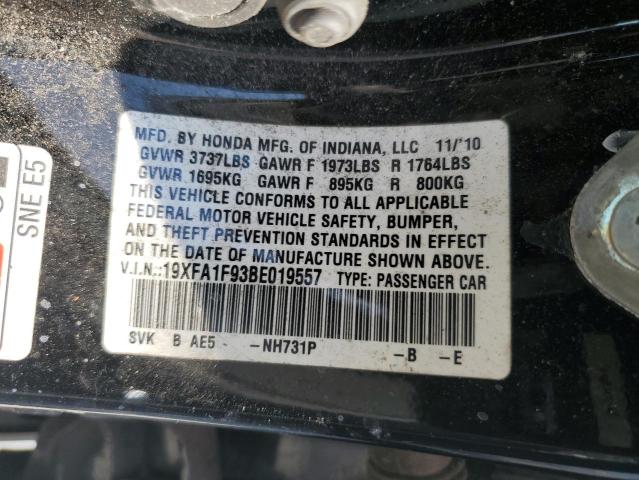 MFD. BY HONDA MFG. OF INDIANA, LLC 11/'10
GVWR 3737LBS GAWR F 1973LBS R 1764LBS
GVWR 1695KG GAWR F 895KG R 800KG
THIS VEHICLE CONFORMS TO ALL APPLICABLE
FEDERAL MOTOR VEHICLE SAFETY, BUMPER,
AND THEFT PREVENTION STANDARDS IN EFFECT
ON THE DATE OF MANUFACTURE SHOWN ABOVE.
V.I.N.:19XFA1F93BE019557 TYPE: PASSENGER CAR
SVK B AE5 - -NH731P -B -E
SNE E5